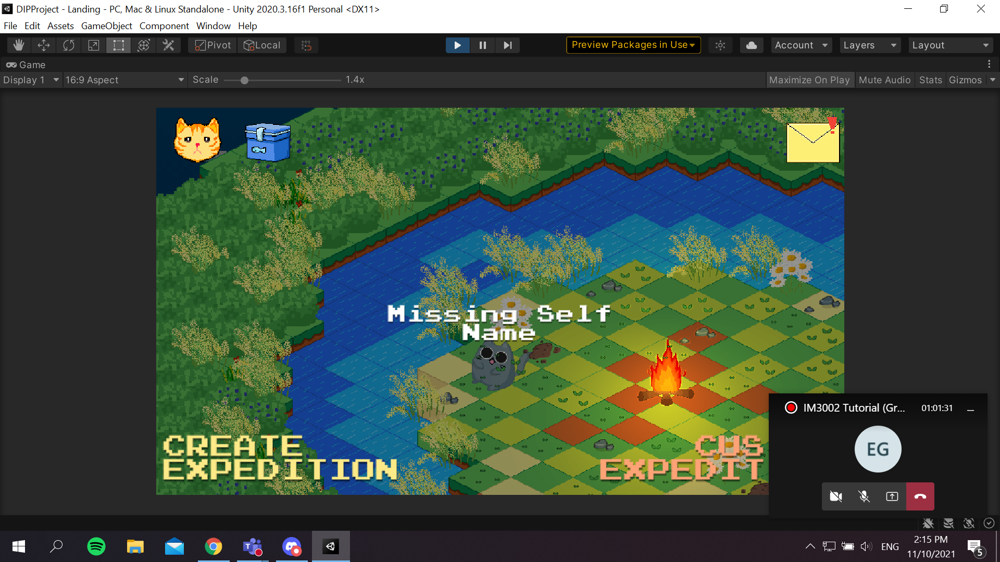 DIPProject - Landing - PC, Mac & Linux Standalone - Unity 2020.3.16f1 Personal <DX11>
File Edit Assets GameObject Component Window Help
Pivot Local Preview Packages in Use Account Layers Layout
Game
Display 1 16:9 Aspect Scale 1.4x Maximize On Play Mute Audio Stats Gizmos
Missing Self
Name
CREATE
EXPEDITION
CUS
EXPEDIT
IM3002 Tutorial (Gr... 01:01:31
EG
ENG
2:15 PM
11/10/2021
5